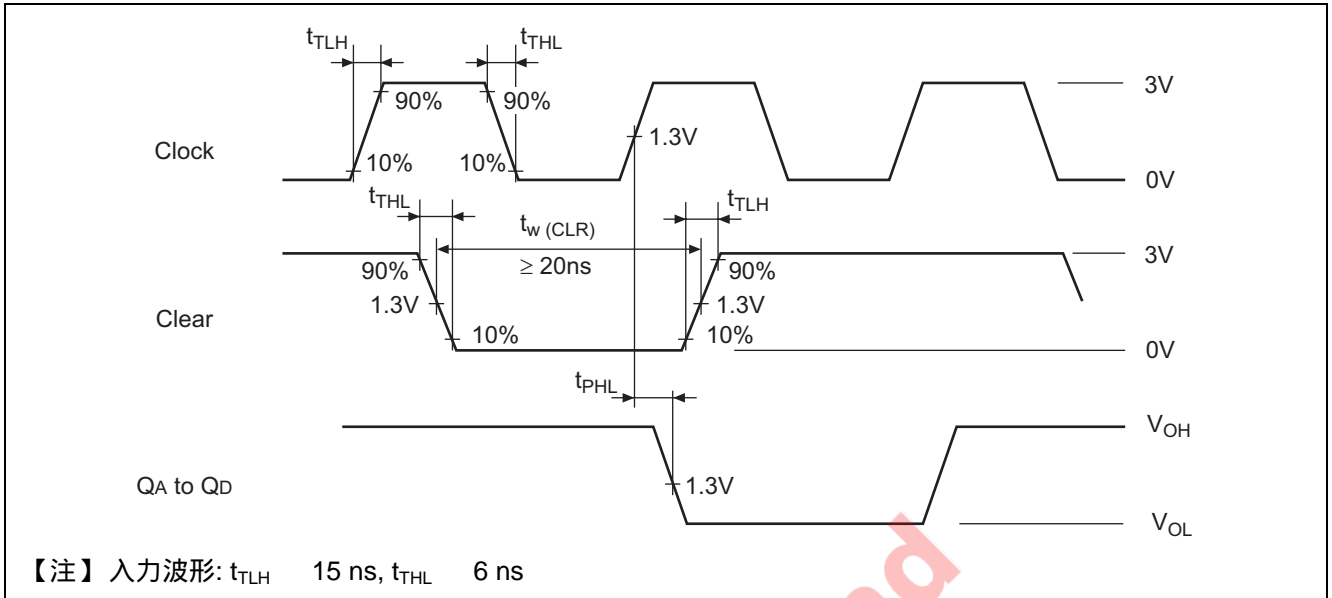 tTLH tTHL
3V
90% 90%
1.3V
Clock
10% 10%
0V
tTHL tw (CLR) tTLH
3V
90% ≥ 20ns 90%
1.3V 1.3V
Clear
10% 10%
0V
tPHL
VOH
QA to QD
1.3V
VOL
【注】入力波形: tTLH 15 ns, tTHL 6 ns